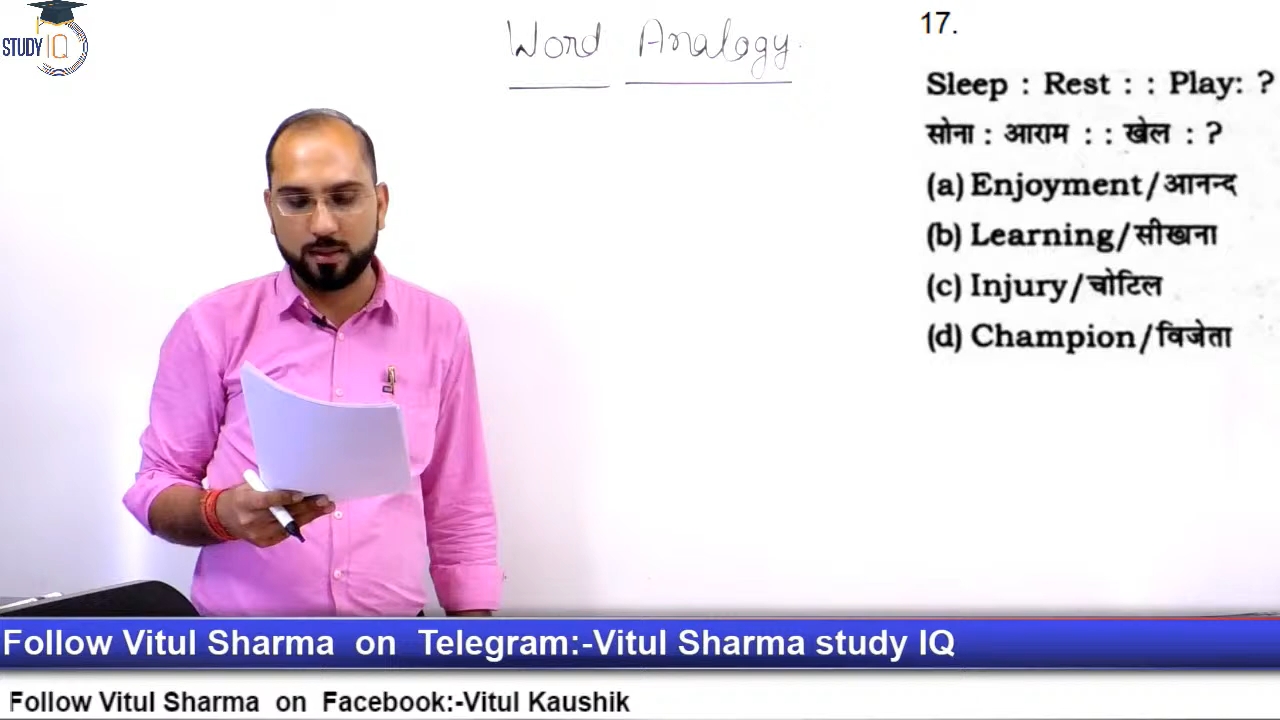 STUDY IQ
Word Analogy.
17.
Sleep : Rest : : Play: ?
सोना : आराम : : खेल : ?
(a) Enjoyment/आनन्द
(b) Learning/सीखना
(c) Injury/चोटिल
(d) Champion/विजेता
Follow Vitul Sharma on Telegram:-Vitul Sharma study IQ
Follow Vitul Sharma on Facebook:-Vitul Kaushik